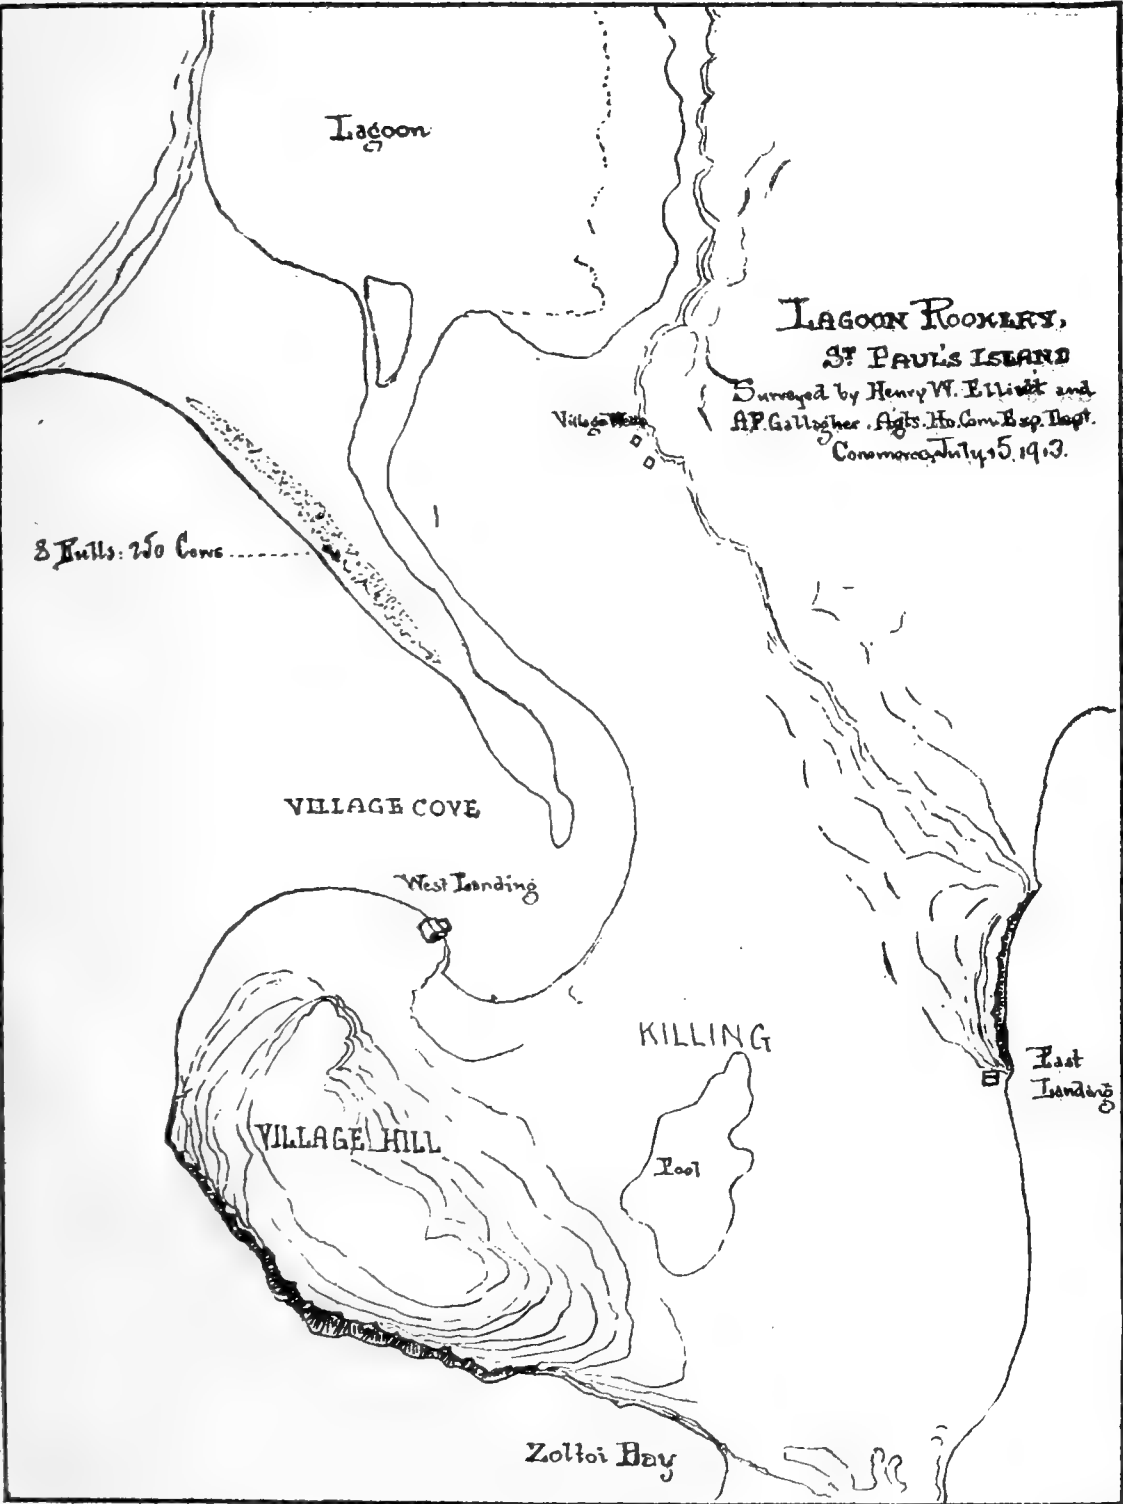 Lagoon
LAGOON ROOKERY,
ST PAUL'S ISLAND
Surveyed by Henry W. Elliott and
A.F. Gallagher. Agts. Ho. Com. Exp. Dept.
Commerce, July 15, 1913.
Village Wells
8 Bulls: 250 Cows
VILLAGE COVE
West Landing
KILLING
East
Landing
VILLAGE HILL
Pool
Zoltoi Bay